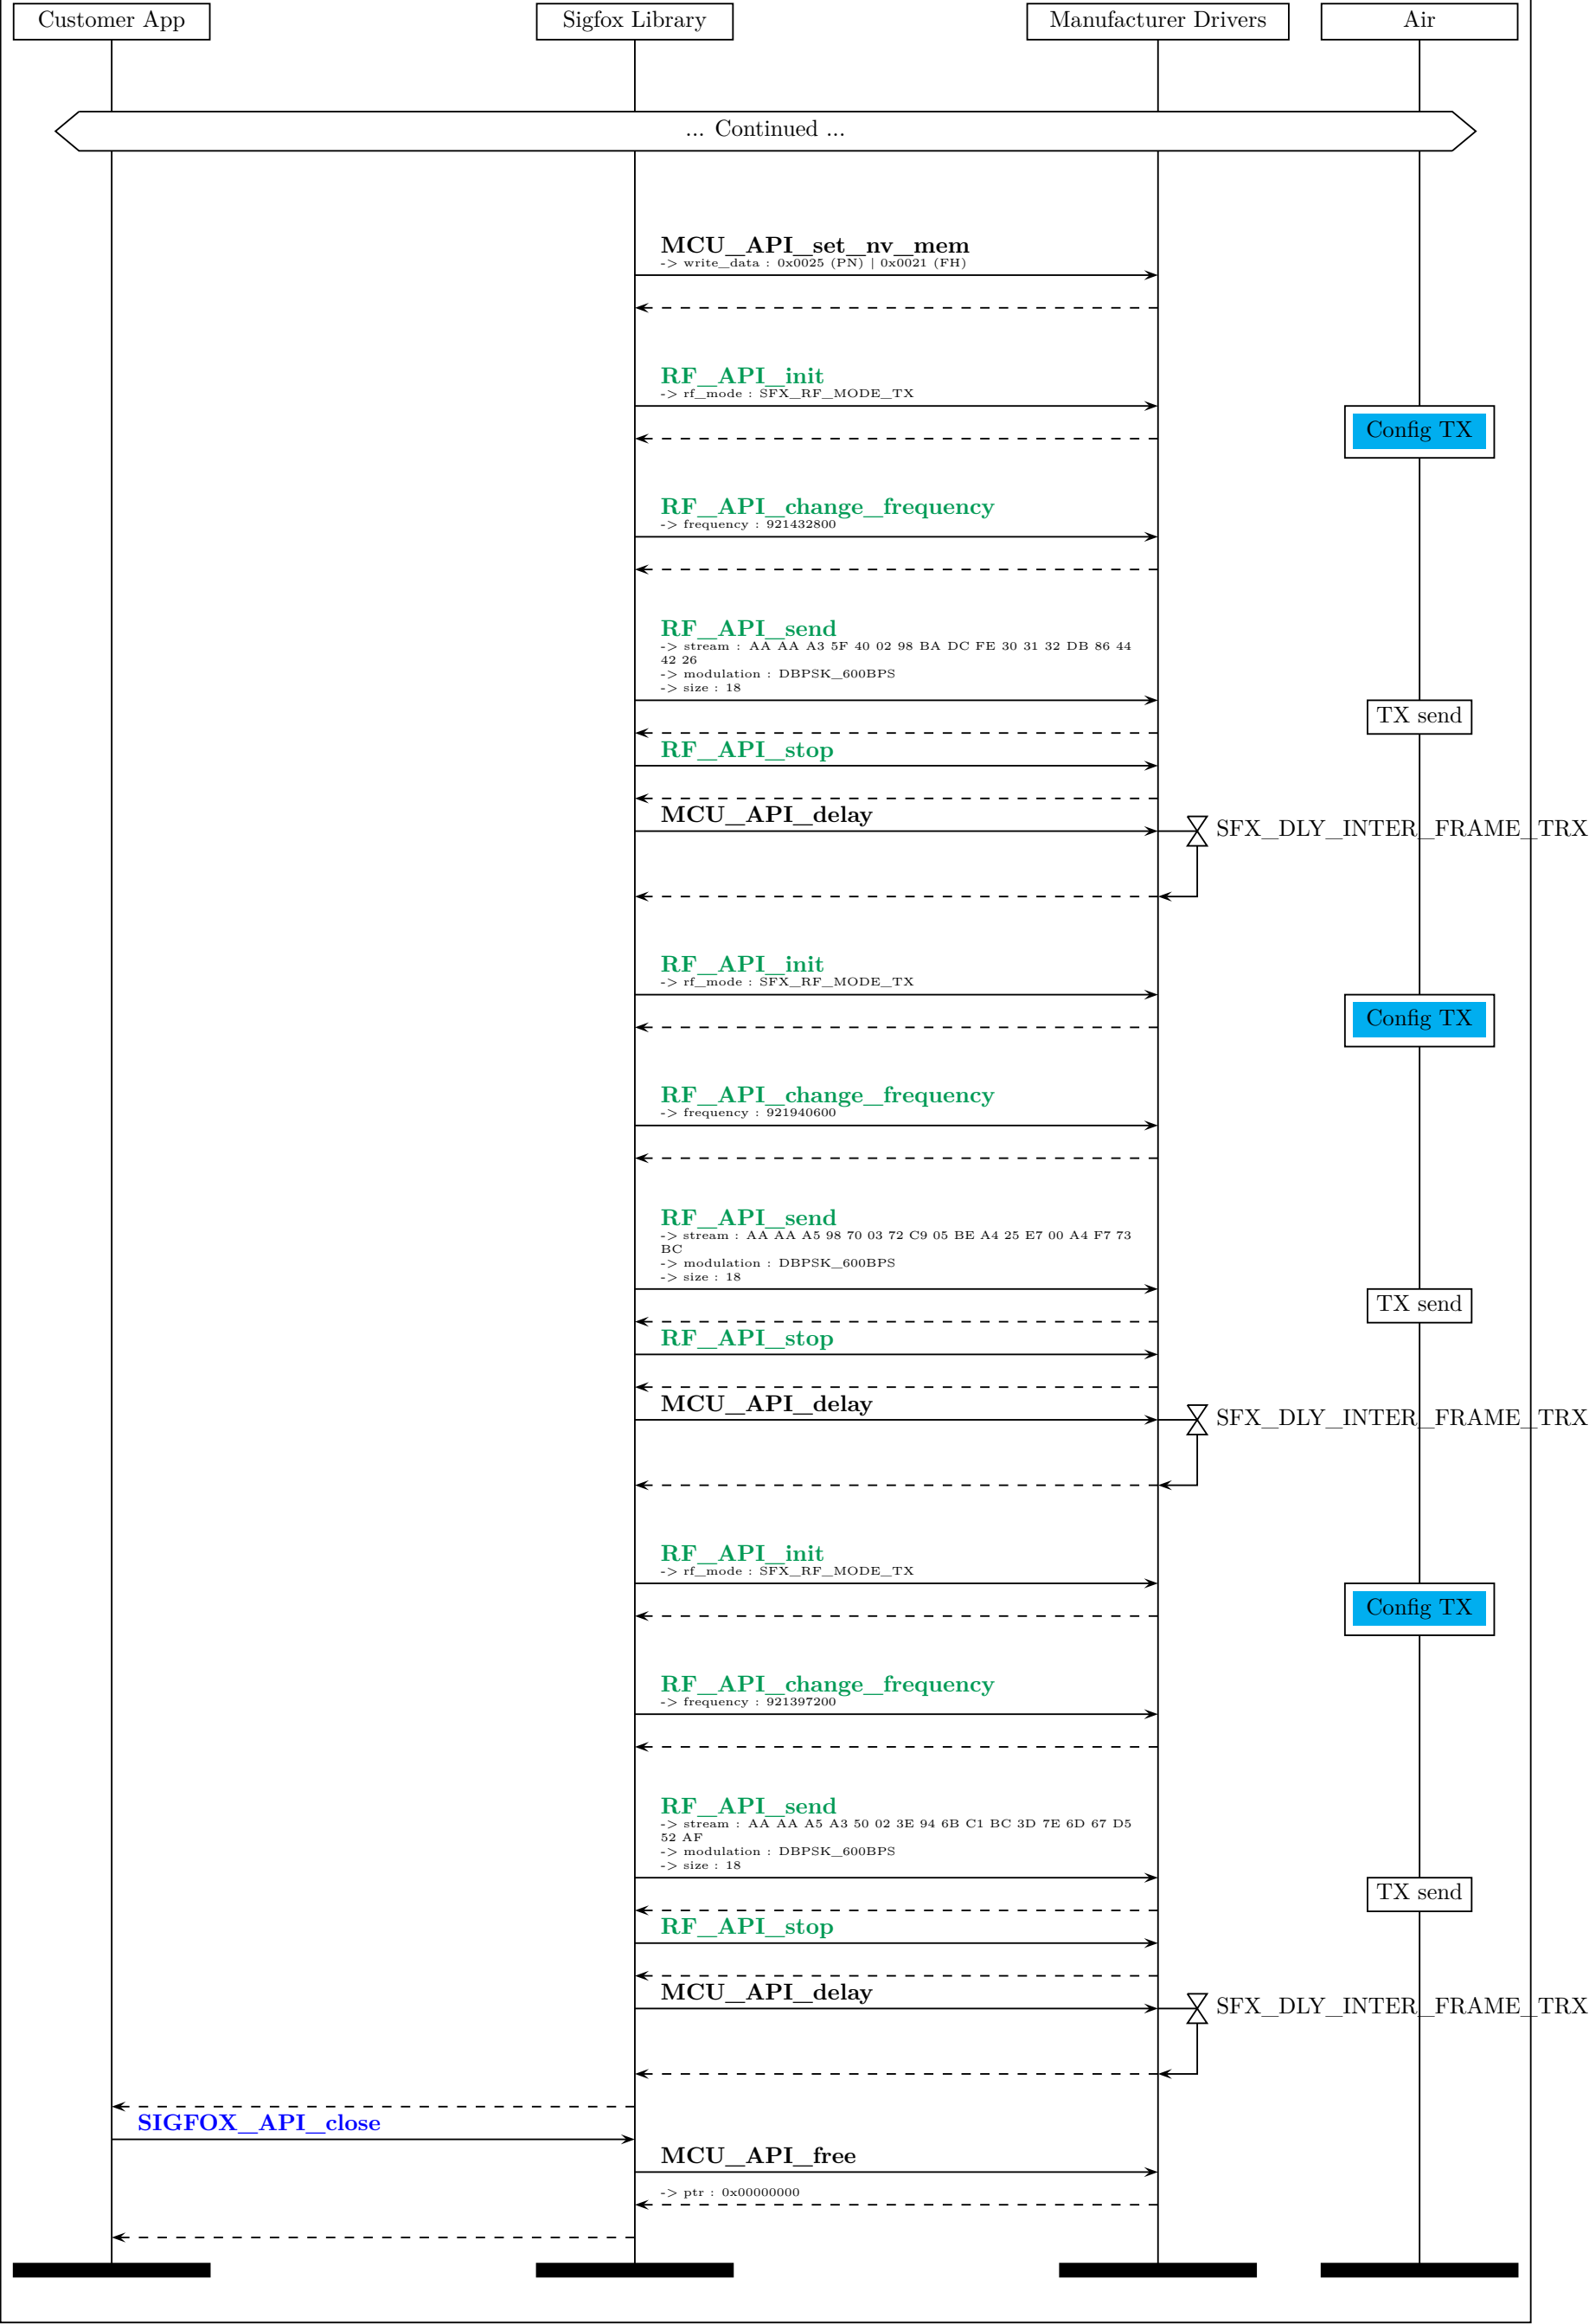 Customer App
Sigfox Library
Manufacturer Drivers
Air
... Continued ...
MCU_API_set_nv_mem
-> write_data : 0x0025 (PN) | 0x0021 (FH)
RF_API_init
-> rf_mode : SFX_RF_MODE_TX
Config TX
RF_API_change_frequency
-> frequency : 921432800
RF_API_send
-> stream : AA AA A3 5F 40 02 98 BA DC FE 30 31 32 DB 86 44
42 26
-> modulation : DBPSK_600BPS
-> size : 18
TX send
RF_API_stop
MCU_API_delay
SFX_DLY_INTER_FRAME_TRX
RF_API_init
-> rf_mode : SFX_RF_MODE_TX
Config TX
RF_API_change_frequency
-> frequency : 921940600
RF_API_send
-> stream : AA AA A5 98 70 03 72 C9 05 BE A4 25 E7 00 A4 F7 73
BC
-> modulation : DBPSK_600BPS
-> size : 18
TX send
RF_API_stop
MCU_API_delay
SFX_DLY_INTER_FRAME_TRX
RF_API_init
-> rf_mode : SFX_RF_MODE_TX
Config TX
RF_API_change_frequency
-> frequency : 921397200
RF_API_send
-> stream : AA AA A5 A3 50 02 3E 94 6B C1 BC 3D 7E 6D 67 D5
52 AF
-> modulation : DBPSK_600BPS
-> size : 18
TX send
RF_API_stop
MCU_API_delay
SFX_DLY_INTER_FRAME_TRX
SIGFOX_API_close
MCU_API_free
-> ptr : 0x00000000